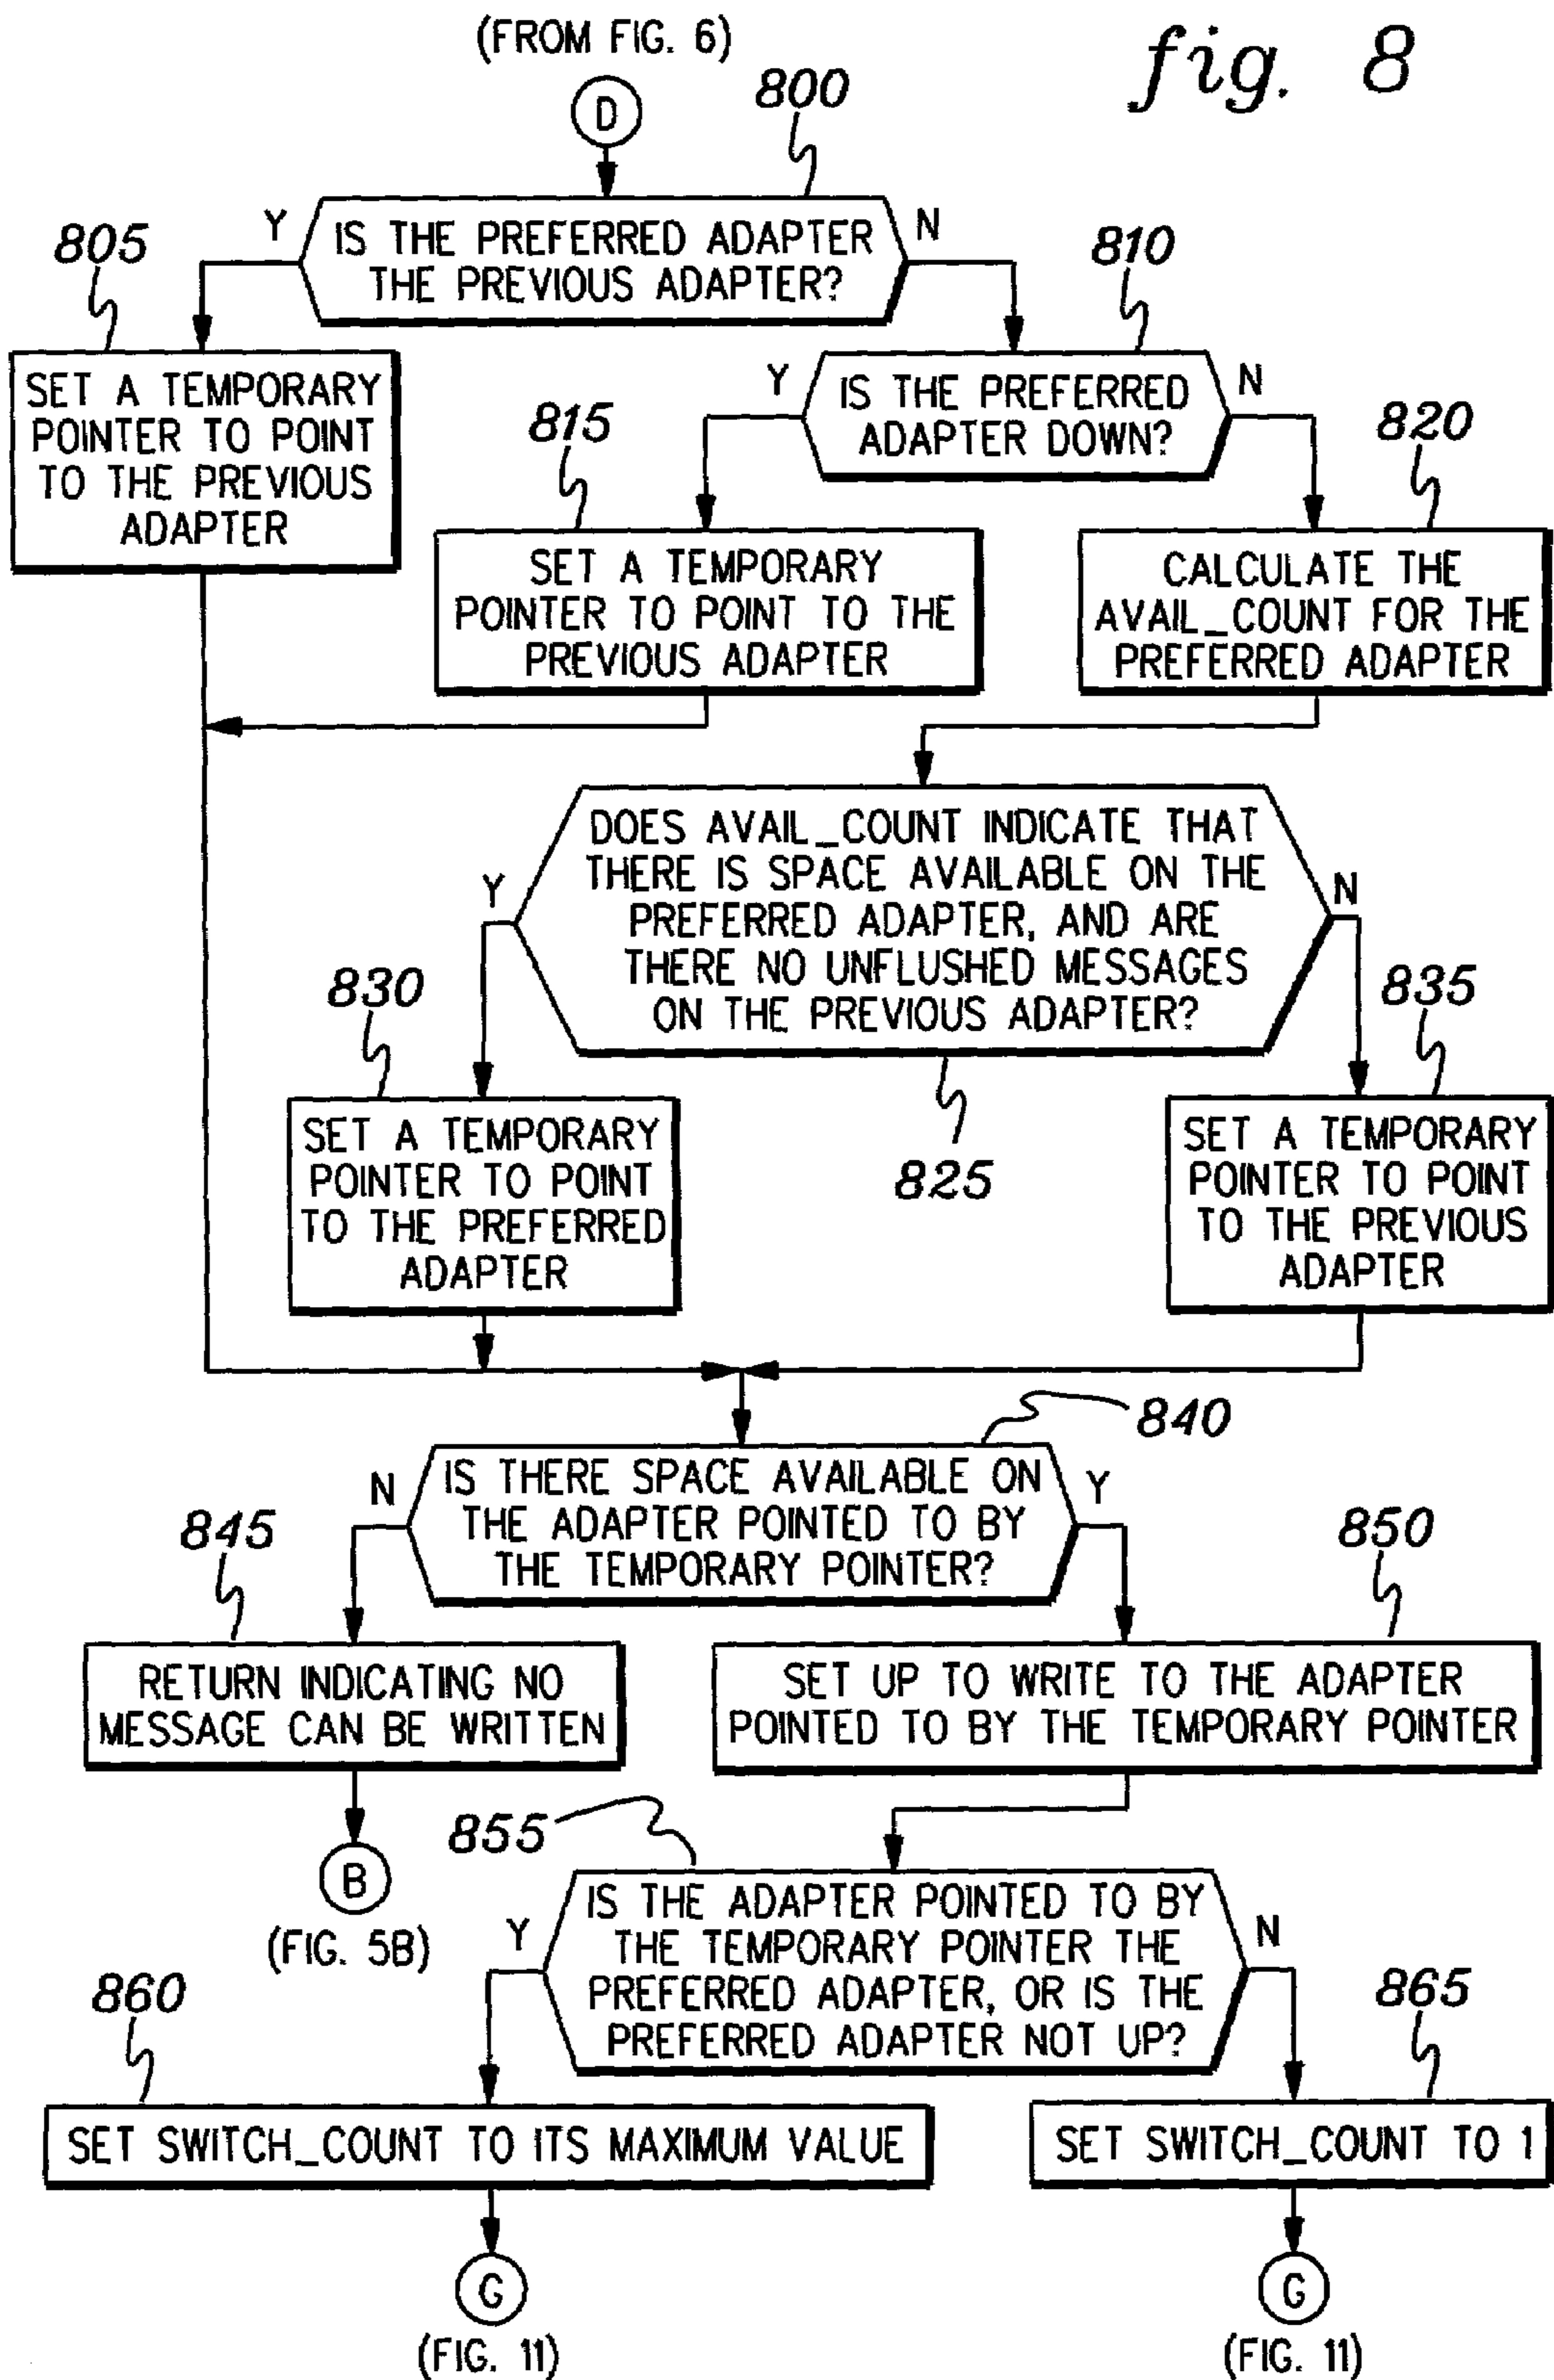 (FROM FIG. 6)
fig. 8
D
800
Y
IS THE PREFERRED ADAPTER
THE PREVIOUS ADAPTER?
N
805
810
SET A TEMPORARY
POINTER TO POINT
TO THE PREVIOUS
ADAPTER
Y
IS THE PREFERRED
ADAPTER DOWN?
N
815
820
SET A TEMPORARY
POINTER TO POINT TO THE
PREVIOUS ADAPTER
CALCULATE THE
AVAIL_COUNT FOR THE
PREFERRED ADAPTER
DOES AVAIL_COUNT INDICATE THAT
THERE IS SPACE AVAILABLE ON THE
PREFERRED ADAPTER, AND ARE
THERE NO UNFLUSHED MESSAGES
ON THE PREVIOUS ADAPTER?
Y
N
830
835
825
SET A TEMPORARY
POINTER TO POINT
TO THE PREFERRED
ADAPTER
SET A TEMPORARY
POINTER TO POINT
TO THE PREVIOUS
ADAPTER
840
N
IS THERE SPACE AVAILABLE ON
THE ADAPTER POINTED TO BY
THE TEMPORARY POINTER?
Y
845
850
RETURN INDICATING NO
MESSAGE CAN BE WRITTEN
SET UP TO WRITE TO THE ADAPTER
POINTED TO BY THE TEMPORARY POINTER
B
(FIG. 5B)
855
Y
IS THE ADAPTER POINTED TO BY
THE TEMPORARY POINTER THE
PREFERRED ADAPTER, OR IS THE
PREFERRED ADAPTER NOT UP?
N
860
865
SET SWITCH_COUNT TO ITS MAXIMUM VALUE
SET SWITCH_COUNT TO 1
G
(FIG. 11)
G
(FIG. 11)